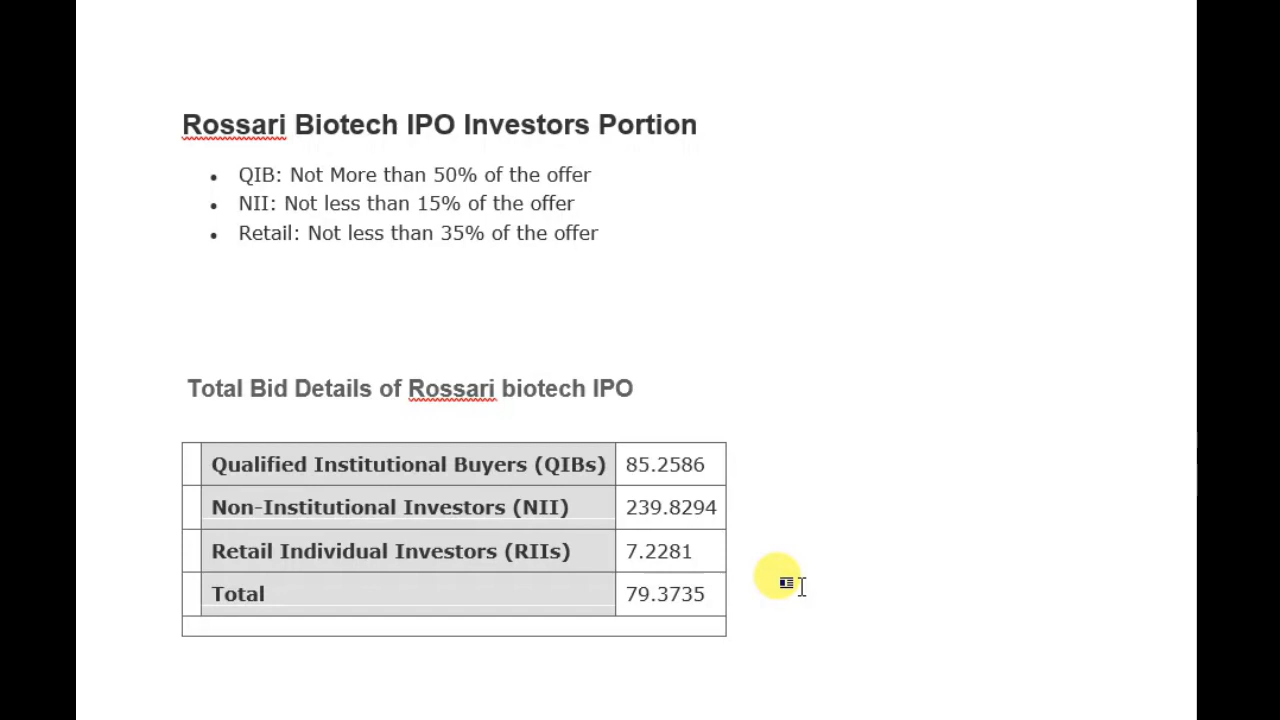 Rossari Biotech IPO Investors Portion
• QIB: Not More than 50% of the offer
• NII: Not less than 15% of the offer
• Retail: Not less than 35% of the offer
Total Bid Details of Rossari biotech IPO
Qualified Institutional Buyers (QIBs) 85.2586
Non-Institutional Investors (NII) 239.8294
Retail Individual Investors (RIIs) 7.2281
Total 79.3735